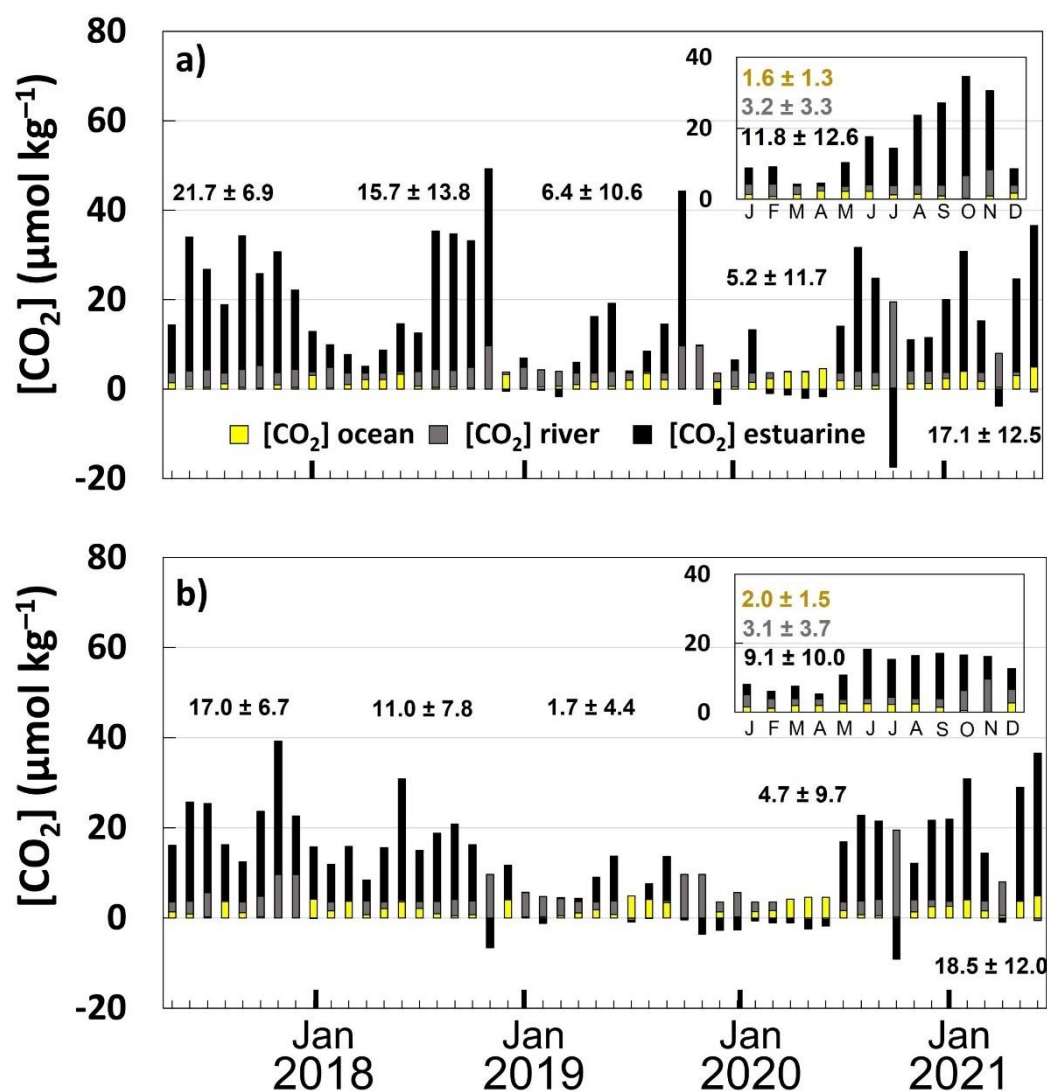 [CO₂] (µmol kg⁻¹)
80
60
40
20
0
-20
a)
21.7 ± 6.9
15.7 ± 13.8
6.4 ± 10.6
5.2 ± 11.7
17.1 ± 12.5
40
20
0
1.6 ± 1.3
3.2 ± 3.3
11.8 ± 12.6
J F M A M J J A S O N D
[CO₂] ocean [CO₂] river [CO₂] estuarine
[CO₂] (µmol kg⁻¹)
80
60
40
20
0
-20
b)
17.0 ± 6.7
11.0 ± 7.8
1.7 ± 4.4
4.7 ± 9.7
18.5 ± 12.0
40
20
0
2.0 ± 1.5
3.1 ± 3.7
9.1 ± 10.0
J F M A M J J A S O N D
Jan Jan Jan Jan
2018 2019 2020 2021